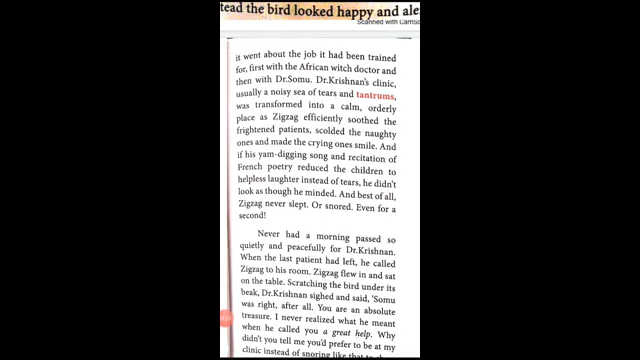 tead the bird looked happy and ale
Scanned with CamSc
it went about the job it had been trained
for, first with the African witch doctor and
then with Dr.Somu. Dr.Krishnan's clinic,
usually a noisy sea of tears and tantrums,
was transformed into a calm, orderly
place as Zigzag efficiently soothed the
frightened patients, scolded the naughty
ones and made the crying ones smile. And
if his yam-digging song and recitation of
French poetry reduced the children to
helpless laughter instead of tears, he didn't
look as though he minded. And best of all,
Zigzag never slept. Or snored. Even for a
second!
Never had a morning passed so
quietly and peacefully for Dr.Krishnan.
When the last patient had left, he called
Zigzag to his room. Zigzag flew in and sat
on the table. Scratching the bird under its
beak, Dr.Krishnan sighed and said, 'Somu
was right, after all. You are an absolute
treasure. I never realized what he meant
when he called you a great help. Why
didn't you tell me you'd prefer to be at my
clinic instead of snoring like that